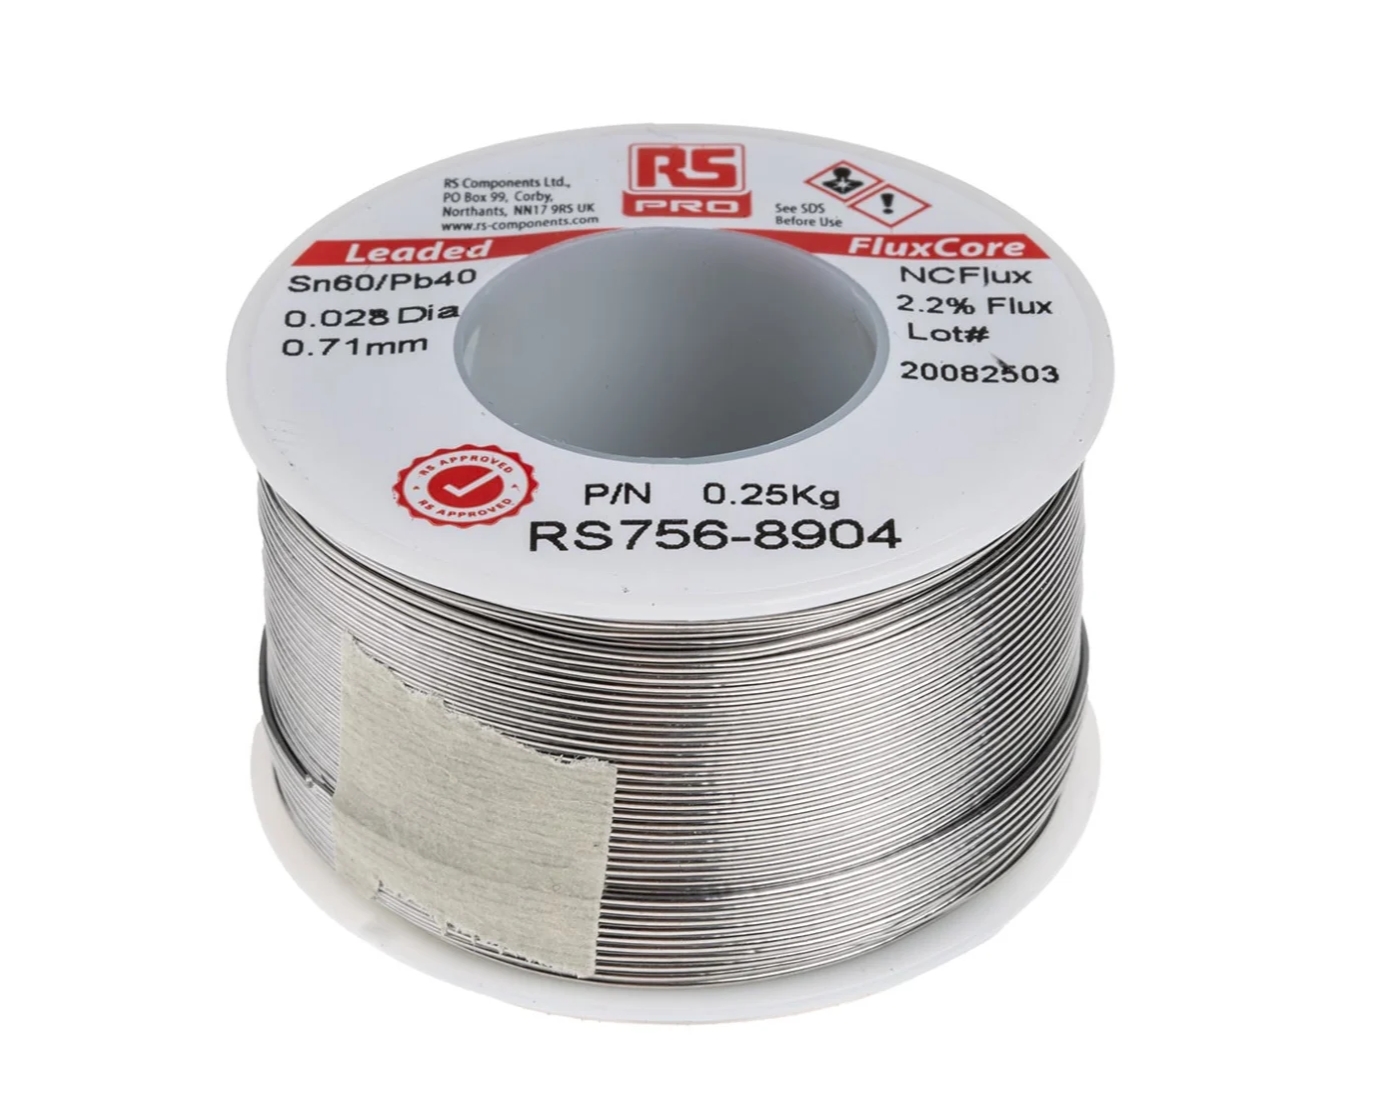 RS
PRO
RS Components Ltd.,
PO Box 99, Corby,
Northants, NN17 9RS UK
www.rs-components.com
See SDS
Before Use
Leaded
FluxCore
Sn60/Pb40
0.028 Dia
0.71mm
NCFlux
2.2% Flux
Lot#
20082503
RS APPROVED
RS APPROVED
P/N 0.25Kg
RS756-8904